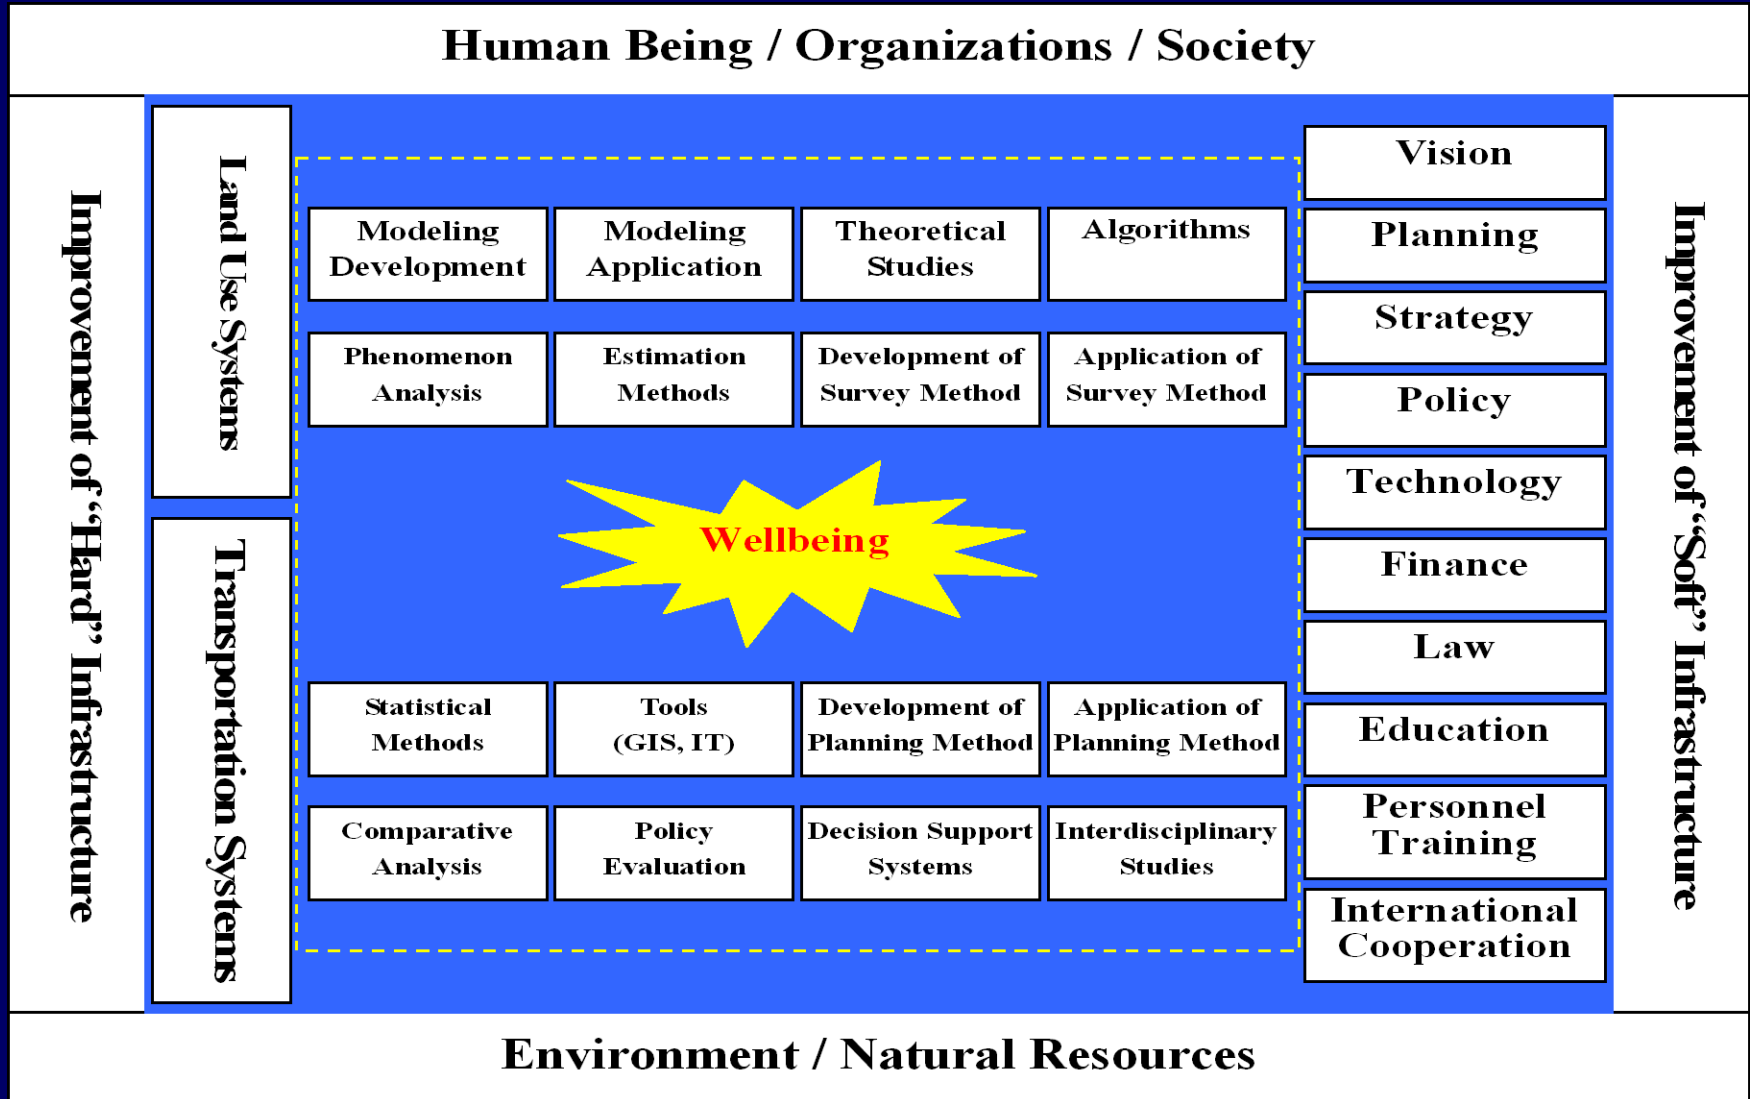 Human Being / Organizations / Society
Improvement of “Hard” Infrastructure
Land Use Systems
Transportation Systems
Modeling
Development
Modeling
Application
Theoretical
Studies
Algorithms
Phenomenon
Analysis
Estimation
Methods
Development of
Survey Method
Application of
Survey Method
Wellbeing
Statistical
Methods
Tools
(GIS, IT)
Development of
Planning Method
Application of
Planning Method
Comparative
Analysis
Policy
Evaluation
Decision Support
Systems
Interdisciplinary
Studies
Vision
Planning
Strategy
Policy
Technology
Finance
Law
Education
Personnel
Training
International
Cooperation
Improvement of “Soft” Infrastructure
Environment / Natural Resources